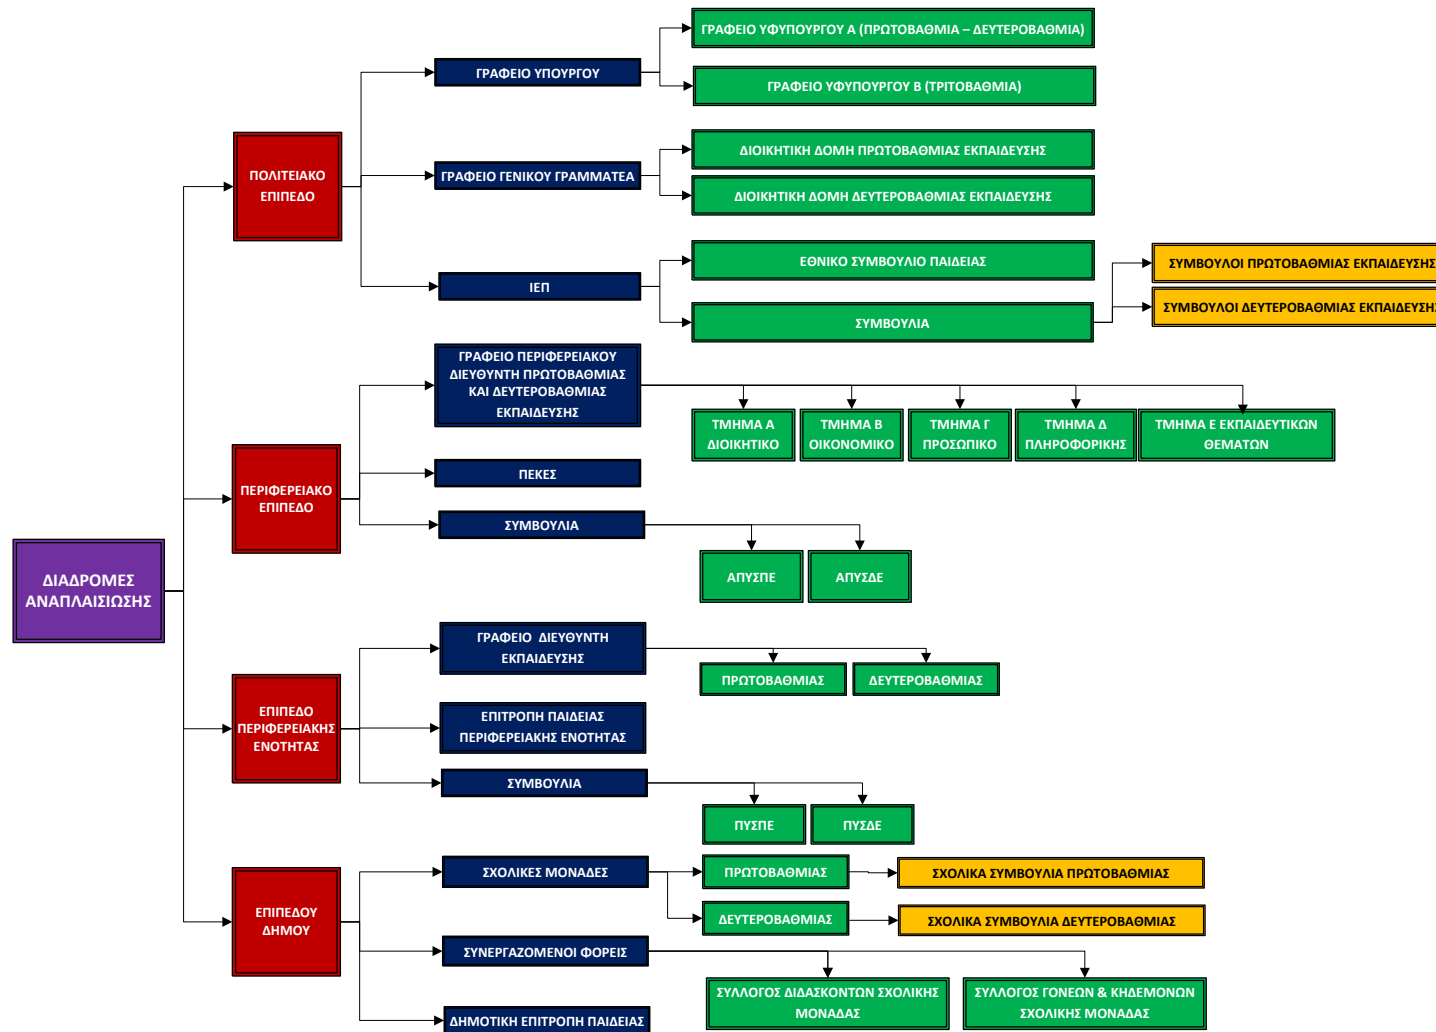 ΔΙΑΔΡΟΜΕΣ
ΑΝΑΠΛΑΙΣΙΩΣΗΣ
ΠΟΛΙΤΕΙΑΚΟ
ΕΠΙΠΕΔΟ
ΓΡΑΦΕΙΟ ΥΠΟΥΡΓΟΥ
ΓΡΑΦΕΙΟ ΥΦΥΠΟΥΡΓΟΥ Α (ΠΡΩΤΟΒΑΘΜΙΑ – ΔΕΥΤΕΡΟΒΑΘΜΙΑ)
ΓΡΑΦΕΙΟ ΥΦΥΠΟΥΡΓΟΥ Β (ΤΡΙΤΟΒΑΘΜΙΑ)
ΓΡΑΦΕΙΟ ΓΕΝΙΚΟΥ ΓΡΑΜΜΑΤΕΑ
ΔΙΟΙΚΗΤΙΚΗ ΔΟΜΗ ΠΡΩΤΟΒΑΘΜΙΑΣ ΕΚΠΑΙΔΕΥΣΗΣ
ΔΙΟΙΚΗΤΙΚΗ ΔΟΜΗ ΔΕΥΤΕΡΟΒΑΘΜΙΑΣ ΕΚΠΑΙΔΕΥΣΗΣ
ΙΕΠ
ΕΘΝΙΚΟ ΣΥΜΒΟΥΛΙΟ ΠΑΙΔΕΙΑΣ
ΣΥΜΒΟΥΛΙΑ
ΣΥΜΒΟΥΛΟΙ ΠΡΩΤΟΒΑΘΜΙΑΣ ΕΚΠΑΙΔΕΥΣΗΣ
ΣΥΜΒΟΥΛΟΙ ΔΕΥΤΕΡΟΒΑΘΜΙΑΣ ΕΚΠΑΙΔΕΥΣΗΣ
ΠΕΡΙΦΕΡΕΙΑΚΟ
ΕΠΙΠΕΔΟ
ΓΡΑΦΕΙΟ ΠΕΡΙΦΕΡΕΙΑΚΟΥ
ΔΙΕΥΘΥΝΤΗ ΠΡΩΤΟΒΑΘΜΙΑΣ
ΚΑΙ ΔΕΥΤΕΡΟΒΑΘΜΙΑΣ
ΕΚΠΑΙΔΕΥΣΗΣ
ΤΜΗΜΑ Α
ΔΙΟΙΚΗΤΙΚΟ
ΤΜΗΜΑ Β
ΟΙΚΟΝΟΜΙΚΟ
ΤΜΗΜΑ Γ
ΠΡΟΣΩΠΙΚΟ
ΤΜΗΜΑ Δ
ΠΛΗΡΟΦΟΡΙΚΗΣ
ΤΜΗΜΑ Ε ΕΚΠΑΙΔΕΥΤΙΚΩΝ
ΘΕΜΑΤΩΝ
ΠΕΚΕΣ
ΣΥΜΒΟΥΛΙΑ
ΑΠΥΣΠΕ
ΑΠΥΣΔΕ
ΕΠΙΠΕΔΟ
ΠΕΡΙΦΕΡΕΙΑΚΗΣ
ΕΝΟΤΗΤΑΣ
ΓΡΑΦΕΙΟ ΔΙΕΥΘΥΝΤΗ
ΕΚΠΑΙΔΕΥΣΗΣ
ΠΡΩΤΟΒΑΘΜΙΑΣ
ΔΕΥΤΕΡΟΒΑΘΜΙΑΣ
ΕΠΙΤΡΟΠΗ ΠΑΙΔΕΙΑΣ
ΠΕΡΙΦΕΡΕΙΑΚΗΣ ΕΝΟΤΗΤΑΣ
ΣΥΜΒΟΥΛΙΑ
ΠΥΣΠΕ
ΠΥΣΔΕ
ΕΠΙΠΕΔΟΥ
ΔΗΜΟΥ
ΣΧΟΛΙΚΕΣ ΜΟΝΑΔΕΣ
ΠΡΩΤΟΒΑΘΜΙΑΣ
ΣΧΟΛΙΚΑ ΣΥΜΒΟΥΛΙΑ ΠΡΩΤΟΒΑΘΜΙΑΣ
ΔΕΥΤΕΡΟΒΑΘΜΙΑΣ
ΣΧΟΛΙΚΑ ΣΥΜΒΟΥΛΙΑ ΔΕΥΤΕΡΟΒΑΘΜΙΑΣ
ΣΥΝΕΡΓΑΖΟΜΕΝΟΙ ΦΟΡΕΙΣ
ΣΥΛΛΟΓΟΣ ΔΙΔΑΣΚΟΝΤΩΝ ΣΧΟΛΙΚΗΣ
ΜΟΝΑΔΑΣ
ΣΥΛΛΟΓΟΣ ΓΟΝΕΩΝ & ΚΗΔΕΜΟΝΩΝ
ΣΧΟΛΙΚΗΣ ΜΟΝΑΔΑΣ
ΔΗΜΟΤΙΚΗ ΕΠΙΤΡΟΠΗ ΠΑΙΔΕΙΑΣ